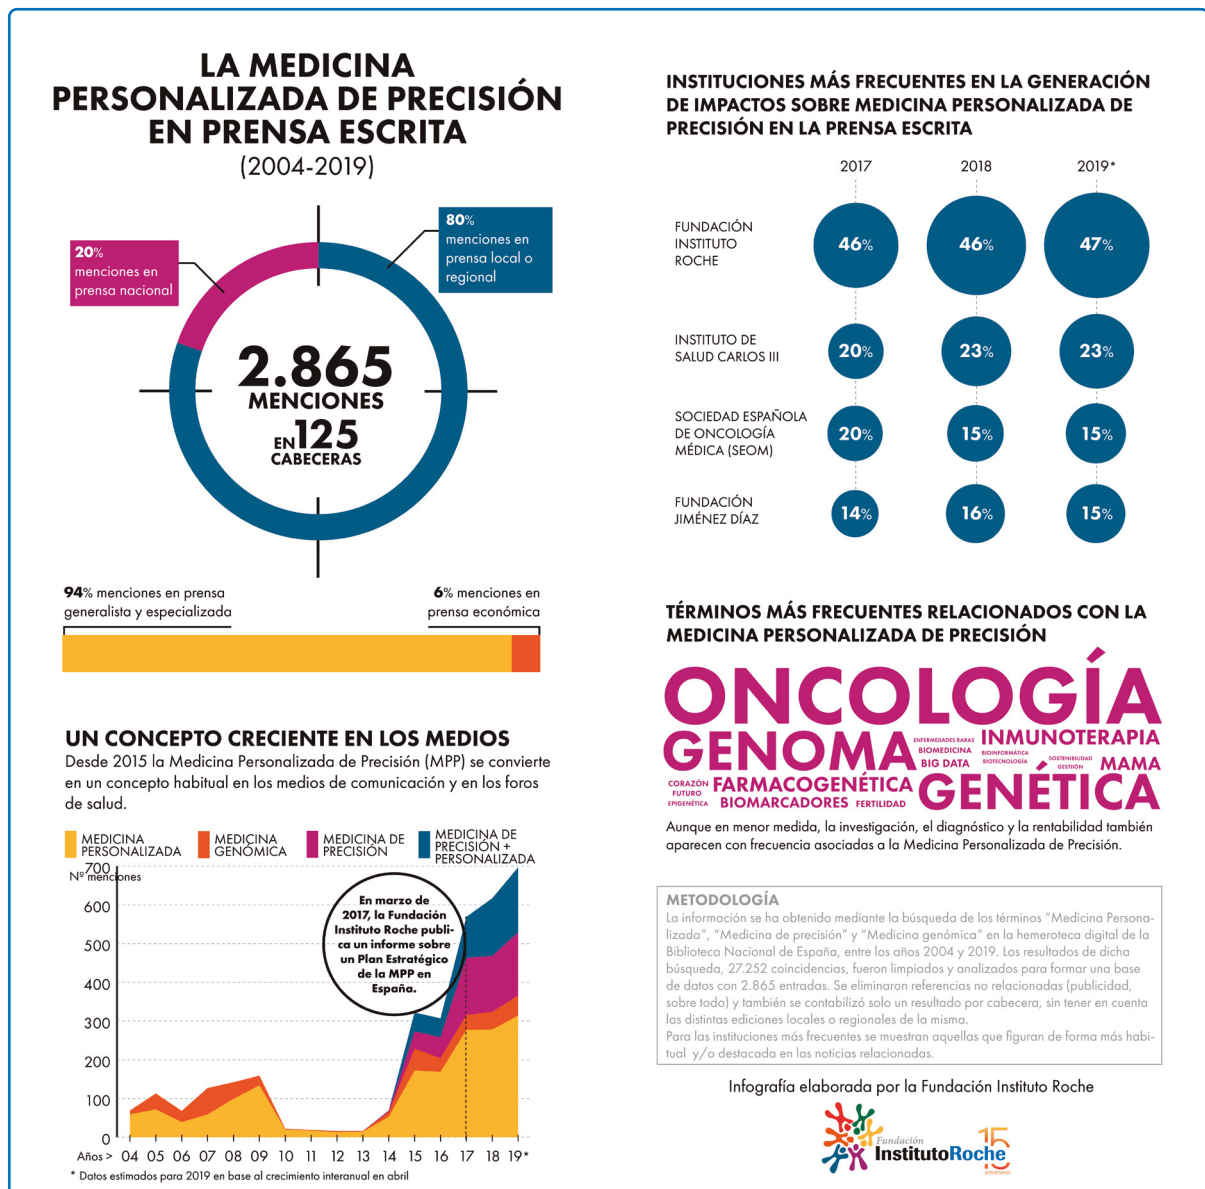 LA MEDICINA
PERSONALIZADA DE PRECISIÓN
EN PRENSA ESCRITA
(2004-2019)
20%
menciones en
prensa nacional
80%
menciones en
prensa local o
regional
2.865
MENCIONES
EN 125
CABECERAS
94% menciones en prensa
generalista y especializada
6% menciones en
prensa económica
UN CONCEPTO CRECIENTE EN LOS MEDIOS
Desde 2015 la Medicina Personalizada de Precisión (MPP) se convierte
en un concepto habitual en los medios de comunicación y en los foros
de salud.
MEDICINA
PERSONALIZADA
MEDICINA
GENÓMICA
MEDICINA DE
PRECISIÓN
MEDICINA DE
PRECISIÓN +
PERSONALIZADA
Nº menciones
700
600
500
400
300
200
100
0
En marzo de
2017, la Fundación
Instituto Roche publi-
ca un informe sobre
un Plan Estratégico
de la MPP en
España.
Años > 04 05 06 07 08 09 10 11 12 13 14 15 16 17 18 19*
* Datos estimados para 2019 en base al crecimiento interanual en abril
INSTITUCIONES MÁS FRECUENTES EN LA GENERACIÓN
DE IMPACTOS SOBRE MEDICINA PERSONALIZADA DE
PRECISIÓN EN LA PRENSA ESCRITA
2017 2018 2019*
FUNDACIÓN
INSTITUTO
ROCHE
46% 46% 47%
INSTITUTO DE
SALUD CARLOS III
20% 23% 23%
SOCIEDAD ESPAÑOLA
DE ONCOLOGÍA
MÉDICA (SEOM)
20% 15% 15%
FUNDACIÓN
JIMÉNEZ DÍAZ
14% 16% 15%
TÉRMINOS MÁS FRECUENTES RELACIONADOS CON LA
MEDICINA PERSONALIZADA DE PRECISIÓN
ONCOLOGÍA
GENOMA
ENFERMEDADES RARAS
BIOMEDICINA
BIG DATA
INMUNOTERAPIA
BIOINFORMÁTICA
BIOTECNOLOGÍA
SOSTENIBILIDAD
GESTIÓN
MAMA
CORAZÓN
FUTURO
EPIGENÉTICA
FARMACOGENÉTICA
BIOMARCADORES
FERTILIDAD
GENÉTICA
Aunque en menor medida, la investigación, el diagnóstico y la rentabilidad también
aparecen con frecuencia asociadas a la Medicina Personalizada de Precisión.
METODOLOGÍA
La información se ha obtenido mediante la búsqueda de los términos “Medicina Persona-
lizada”, “Medicina de precisión” y “Medicina genómica” en la hemeroteca digital de la
Biblioteca Nacional de España, entre los años 2004 y 2019. Los resultados de dicha
búsqueda, 27.252 coincidencias, fueron limpiados y analizados para formar una base
de datos con 2.865 entradas. Se eliminaron referencias no relacionadas (publicidad,
sobre todo) y también se contabilizó solo un resultado por cabecera, sin tener en cuenta
las distintas ediciones locales o regionales de la misma.
Para las instituciones más frecuentes se muestran aquellas que figuran de forma más habi-
tual y/o destacada en las noticias relacionadas.
Infografía elaborada por la Fundación Instituto Roche
Fundación
InstitutoRoche
15
aniversario